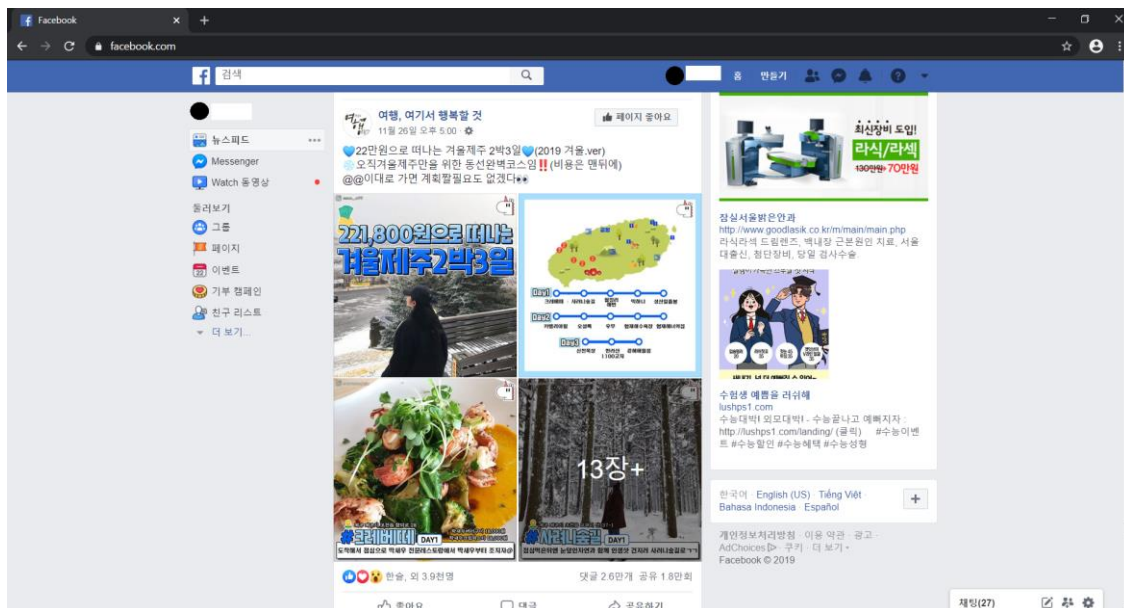 Facebook
facebook.com
검색
홈 만들기
뉴스피드
Messenger
Watch 동영상
둘러보기
그룹
페이지
이벤트
기부 캠페인
친구 리스트
더 보기...
여행, 여기서 행복할 것
11월 26일 오후 5:00
페이지 좋아요
💙22만원으로 떠나는 겨울제주 2박3일💙(2019 겨울.ver)
오직겨울제주만을 위한 동선완벽코스임‼(비용은 맨뒤에)
@@이대로 가면 계획짤필요도 없겠다👀
221,800원으로 떠나는
겨울제주2박3일
Day1
Day2
Day3
1100고지
#크레베떼 DAY1
#사려니숲길 DAY1
13장+
한솔, 외 3.9천명
댓글 2.6만개 공유 1.8만회
좋아요
댓글
공유하기
최신장비 도입!
라식/라섹
130만원 70만원
잠실서울밝은안과
http://www.goodlasik.co.kr/m/main/main.php
라식라섹 드림렌즈, 백내장 근본원인 치료, 서울
대출신, 첨단장비, 당일 검사수술.
수험생 예쁨을 러쉬해
lushps1.com
수능대박! 외모대박! - 수능끝나고 예뻐지자 :
http://lushps1.com/landing/ (클릭) #수능이벤
트 #수능할인 #수능혜택 #수능성형
한국어 · English (US) · Tiếng Việt ·
Bahasa Indonesia · Español
개인정보처리방침 · 이용 약관 · 광고 ·
AdChoices · 쿠키 · 더 보기
Facebook © 2019
채팅(27)